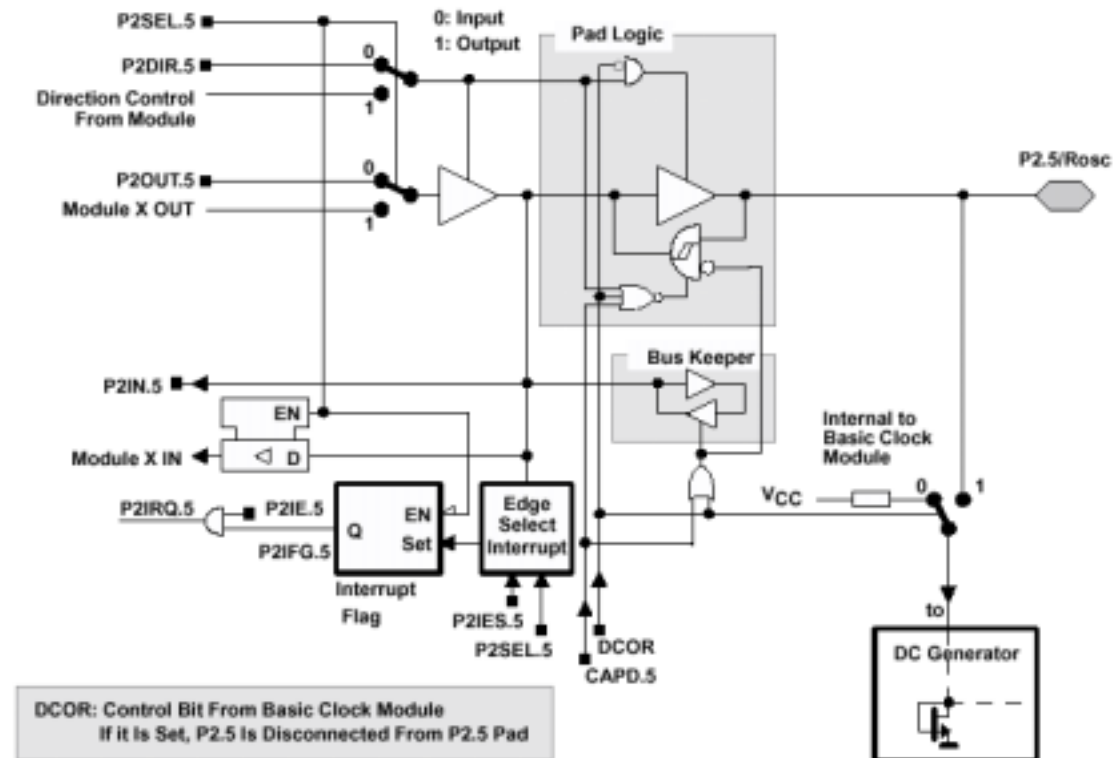 P2SEL.5
0: Input
1: Output
Pad Logic
P2DIR.5
0
Direction Control
From Module
1
P2.5/Rosc
P2OUT.5
0
Module X OUT
1
Bus Keeper
P2IN.5
EN
Internal to
Basic Clock
Module
Module X IN
D
VCC
0
1
P2IRQ.5
P2IE.5
P2IFG.5
Q
EN
Set
Edge
Select
Interrupt
Interrupt
Flag
P2IES.5
P2SEL.5
DCOR
CAPD.5
to
DC Generator
DCOR: Control Bit From Basic Clock Module
If it Is Set, P2.5 Is Disconnected From P2.5 Pad